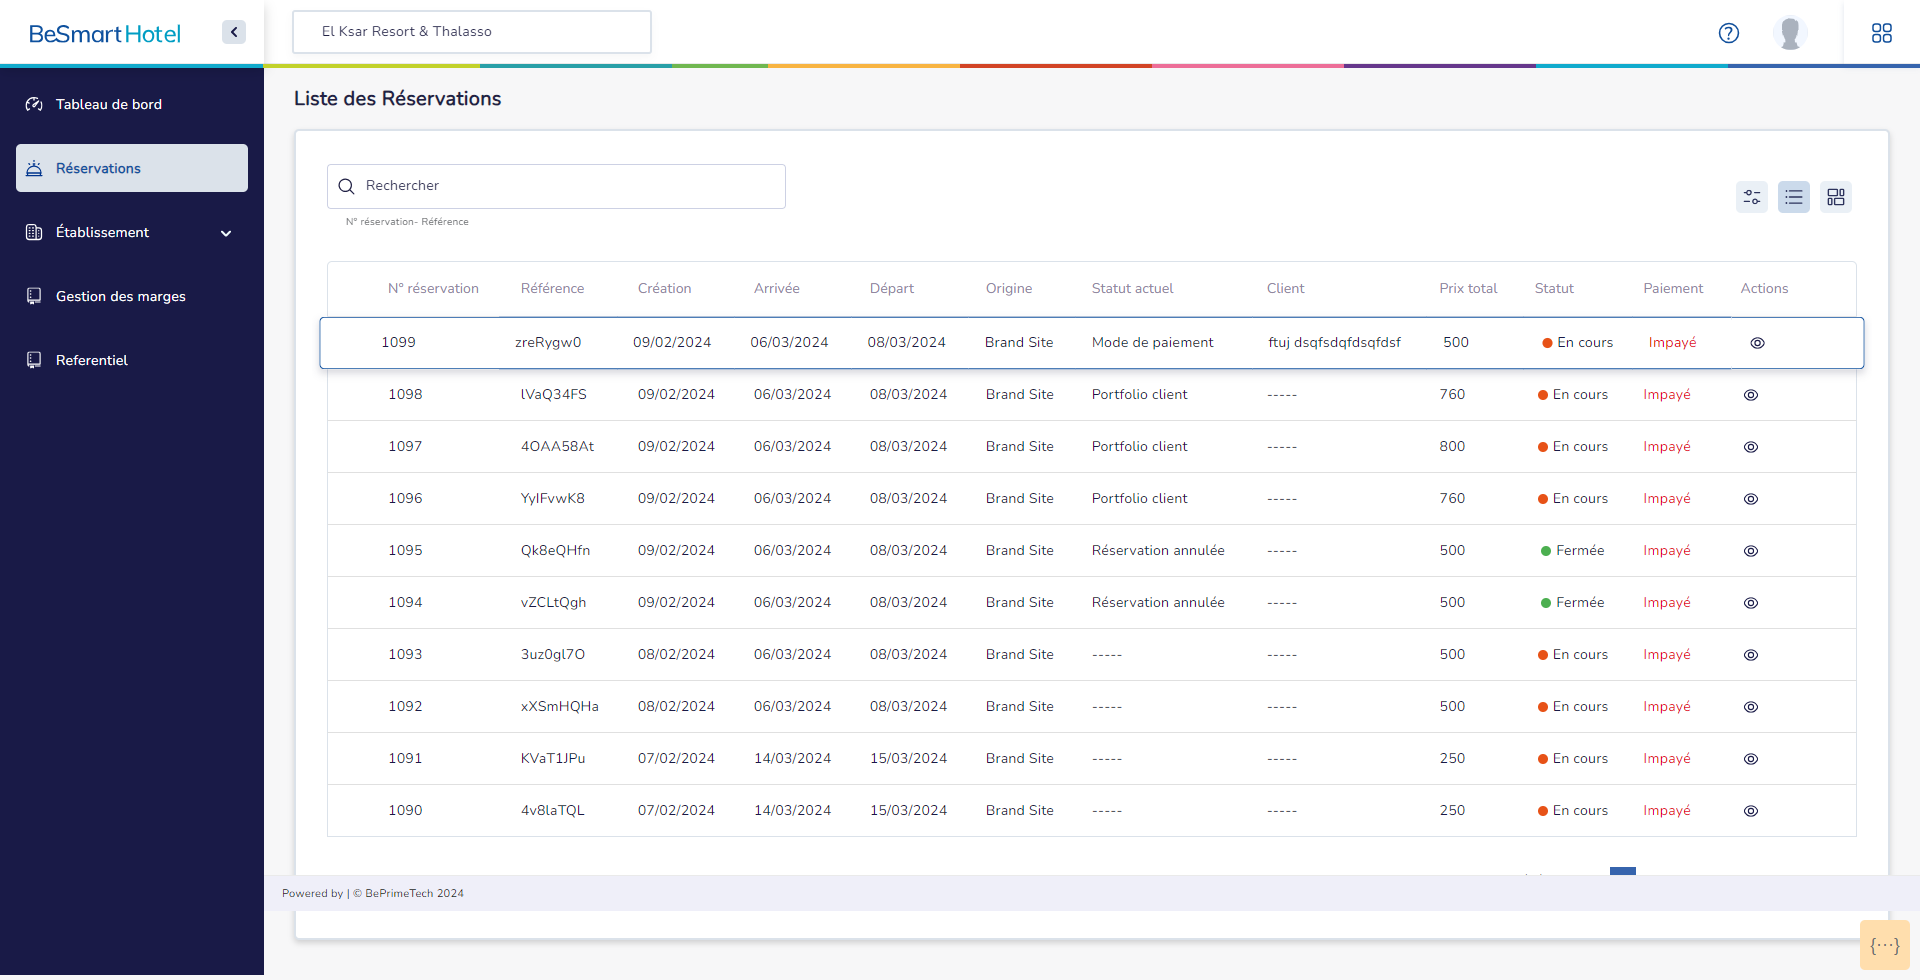 BeSmart Hotel
El Ksar Resort & Thalasso
Tableau de bord
Réservations
Établissement
Gestion des marges
Referentiel
Liste des Réservations
Rechercher
N° réservation- Référence
N° réservation Référence Création Arrivée Départ Origine Statut actuel Client Prix total Statut Paiement Actions
1099 zreRygw0 09/02/2024 06/03/2024 08/03/2024 Brand Site Mode de paiement ftuj dsqfsdqfdsqfdsf 500 En cours Impayé
1098 lVaQ34FS 09/02/2024 06/03/2024 08/03/2024 Brand Site Portfolio client ----- 760 En cours Impayé
1097 4OAA58At 09/02/2024 06/03/2024 08/03/2024 Brand Site Portfolio client ----- 800 En cours Impayé
1096 YyIFvwK8 09/02/2024 06/03/2024 08/03/2024 Brand Site Portfolio client ----- 760 En cours Impayé
1095 Qk8eQHfn 09/02/2024 06/03/2024 08/03/2024 Brand Site Réservation annulée ----- 500 Fermée Impayé
1094 vZCLtQgh 09/02/2024 06/03/2024 08/03/2024 Brand Site Réservation annulée ----- 500 Fermée Impayé
1093 3uz0gl7O 08/02/2024 06/03/2024 08/03/2024 Brand Site ----- ----- 500 En cours Impayé
1092 xXSmHQHa 08/02/2024 06/03/2024 08/03/2024 Brand Site ----- ----- 500 En cours Impayé
1091 KVaT1JPu 07/02/2024 14/03/2024 15/03/2024 Brand Site ----- ----- 250 En cours Impayé
1090 4v8laTQL 07/02/2024 14/03/2024 15/03/2024 Brand Site ----- ----- 250 En cours Impayé
Powered by | © BePrimeTech 2024
{···}